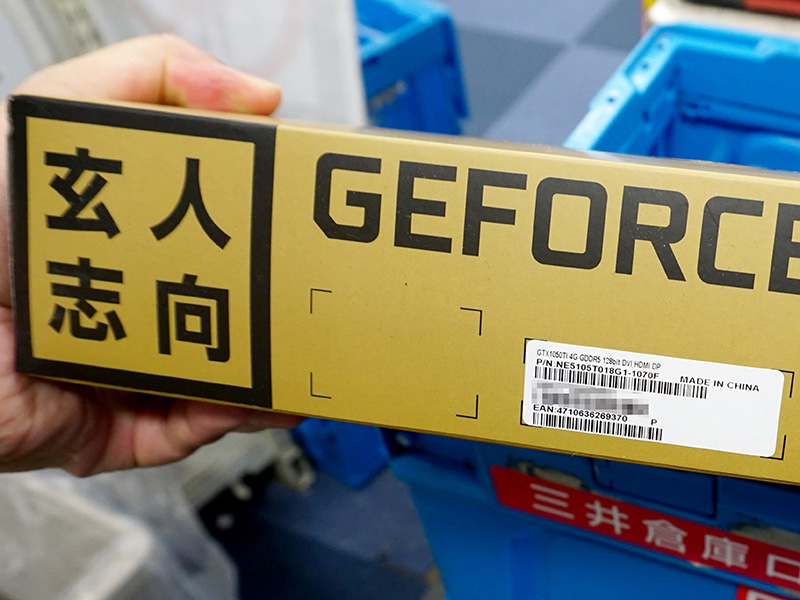 玄人
志向
GEFORCE
GTX1050TI 4G GDDR5 128bit DVI HDMI DP
P/N:NE5105T018G1-1070F
MADE IN CHINA
EAN:4710636269370
P
三井倉庫